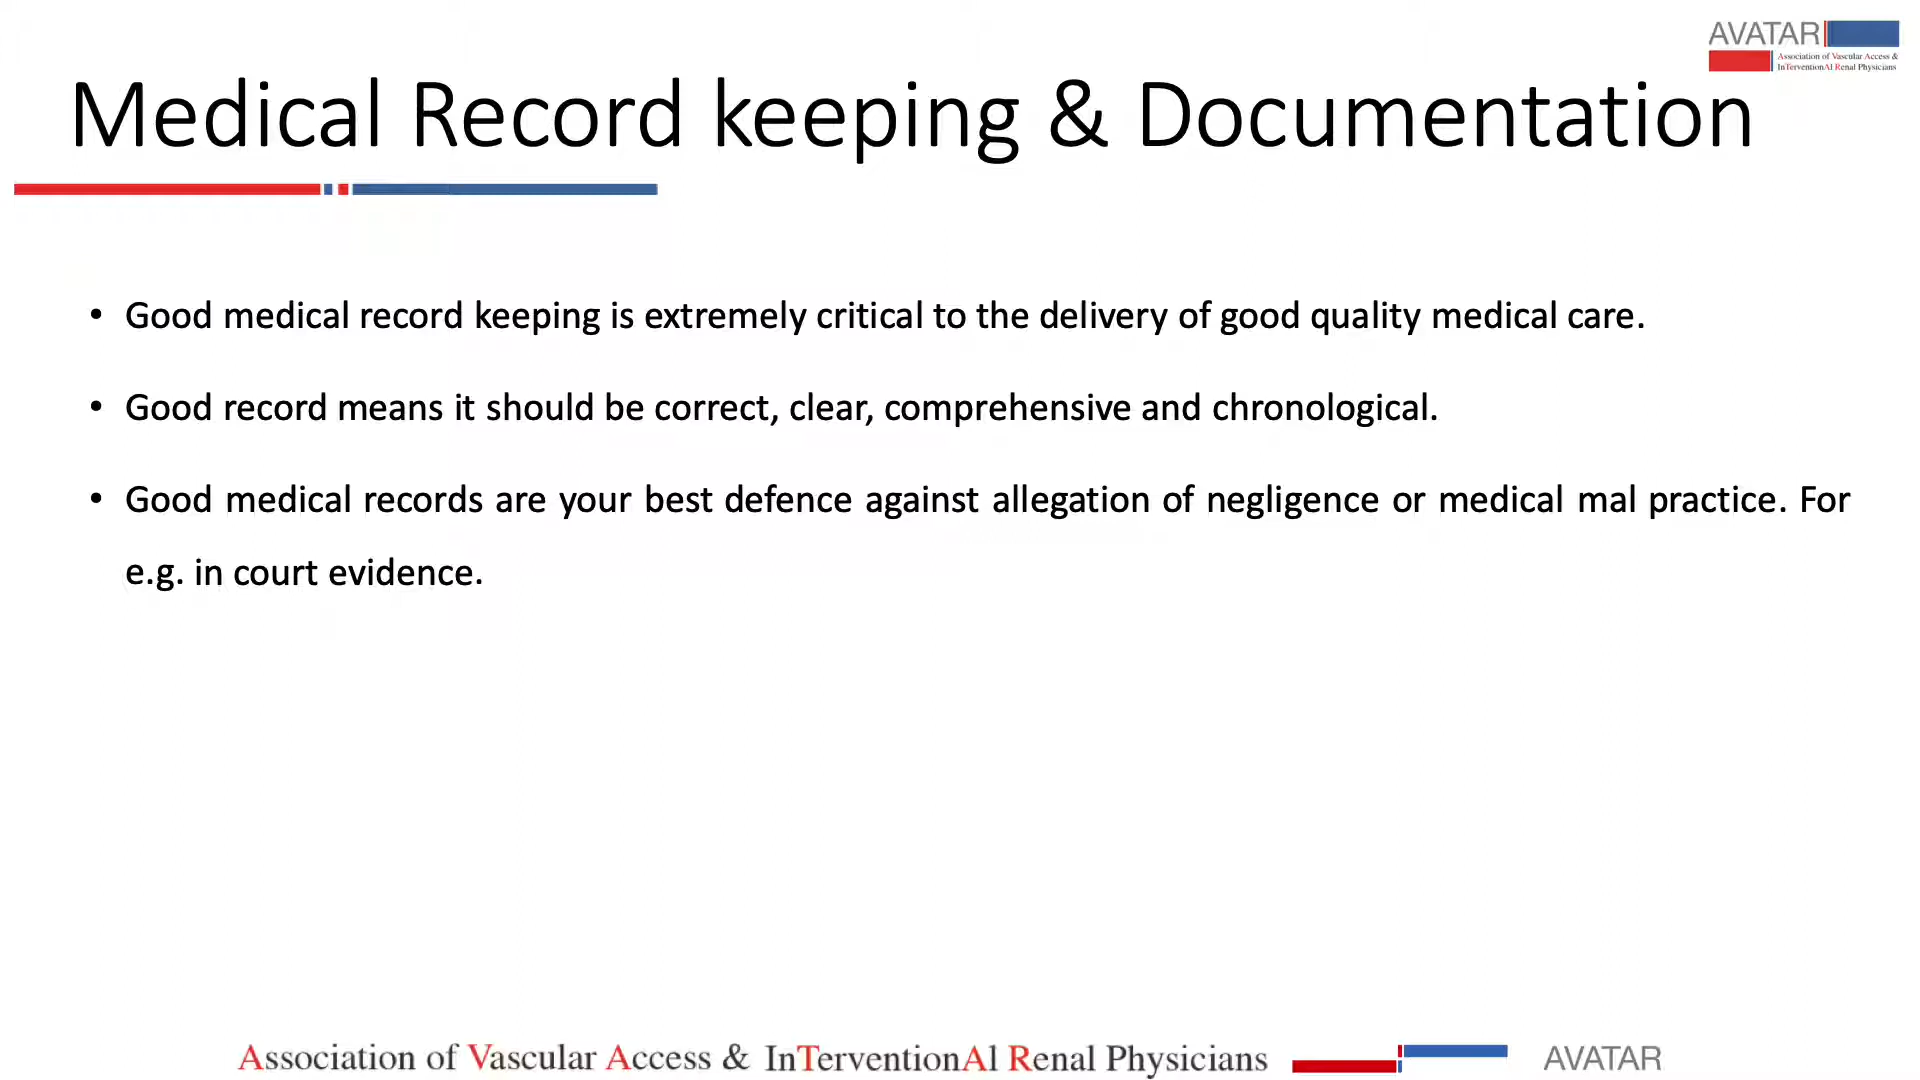 AVATAR
Association of Vascular Access &
InTerventionAl Renal Physicians
Medical Record keeping & Documentation
• Good medical record keeping is extremely critical to the delivery of good quality medical care.
• Good record means it should be correct, clear, comprehensive and chronological.
• Good medical records are your best defence against allegation of negligence or medical mal practice. For
e.g. in court evidence.
Association of Vascular Access & InTerventionAl Renal Physicians AVATAR